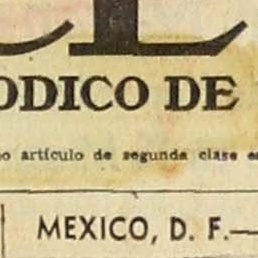 ODICO DE
o artículo de segunda clase e
MEXICO, D. F.—